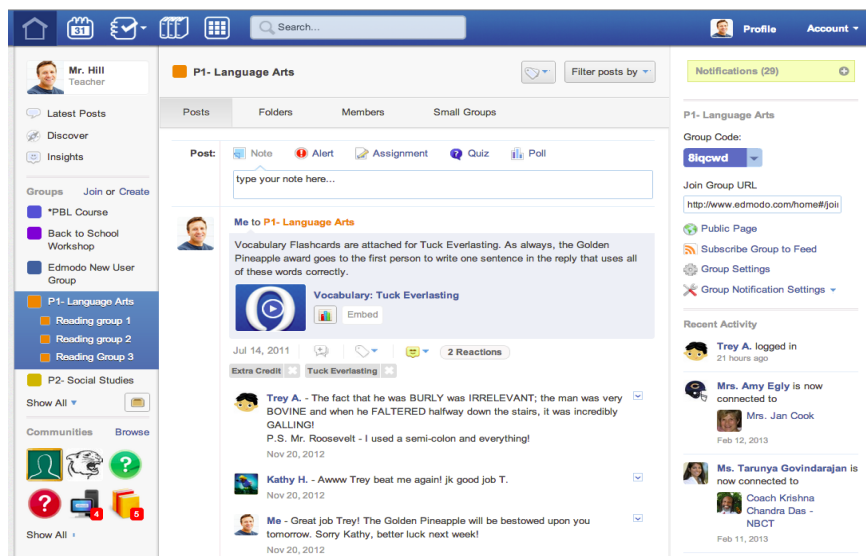 31
Search...
Profile
Account
Mr. Hill
Teacher
Latest Posts
Discover
Insights
Groups Join or Create
*PBL Course
Back to School
Workshop
Edmodo New User
Group
P1- Language Arts
Reading group 1
Reading group 2
Reading Group 3
P2- Social Studies
Show All
Communities Browse
?
?
4
5
Show All
P1- Language Arts
Filter posts by
Posts
Folders
Members
Small Groups
Post: Note Alert Assignment Quiz Poll
type your note here...
Me to P1- Language Arts
Vocabulary Flashcards are attached for Tuck Everlasting. As always, the Golden
Pineapple award goes to the first person to write one sentence in the reply that uses all
of these words correctly.
Vocabulary: Tuck Everlasting
Embed
Jul 14, 2011
2 Reactions
Extra Credit
Tuck Everlasting
Trey A. - The fact that he was BURLY was IRRELEVANT; the man was very
BOVINE and when he FALTERED halfway down the stairs, it was incredibly
GALLING!
P.S. Mr. Roosevelt - I used a semi-colon and everything!
Nov 20, 2012
Kathy H. - Awww Trey beat me again! jk good job T.
Nov 20, 2012
Me - Great job Trey! The Golden Pineapple will be bestowed upon you
tomorrow. Sorry Kathy, better luck next week!
Nov 20, 2012
Notifications (29)
P1- Language Arts
Group Code:
8iqcwd
Join Group URL
http://www.edmodo.com/home#/joi
Public Page
Subscribe Group to Feed
Group Settings
Group Notification Settings
Recent Activity
Trey A. logged in
21 hours ago
Mrs. Amy Egly is now
connected to
Mrs. Jan Cook
Feb 12, 2013
Ms. Tarunya Govindarajan is
now connected to
Coach Krishna
Chandra Das -
NBCT
Feb 11, 2013